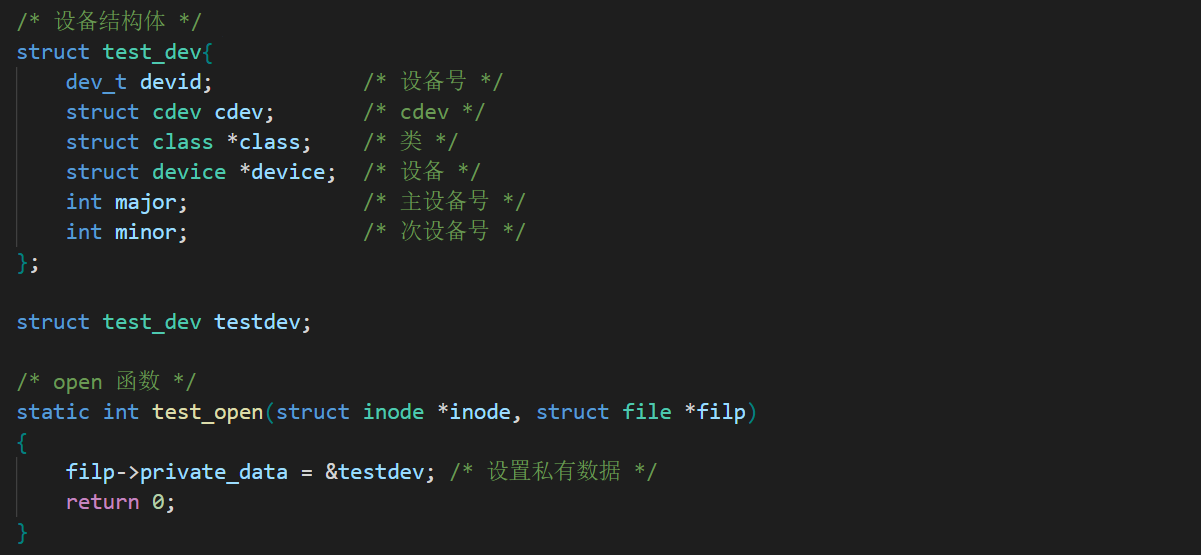 /* 设备结构体 */
struct test_dev{
    dev_t devid;            /* 设备号 */
    struct cdev cdev;       /* cdev */
    struct class *class;    /* 类 */
    struct device *device;  /* 设备 */
    int major;              /* 主设备号 */
    int minor;              /* 次设备号 */
};

struct test_dev testdev;

/* open 函数 */
static int test_open(struct inode *inode, struct file *filp)
{
    filp->private_data = &testdev; /* 设置私有数据 */
    return 0;
}